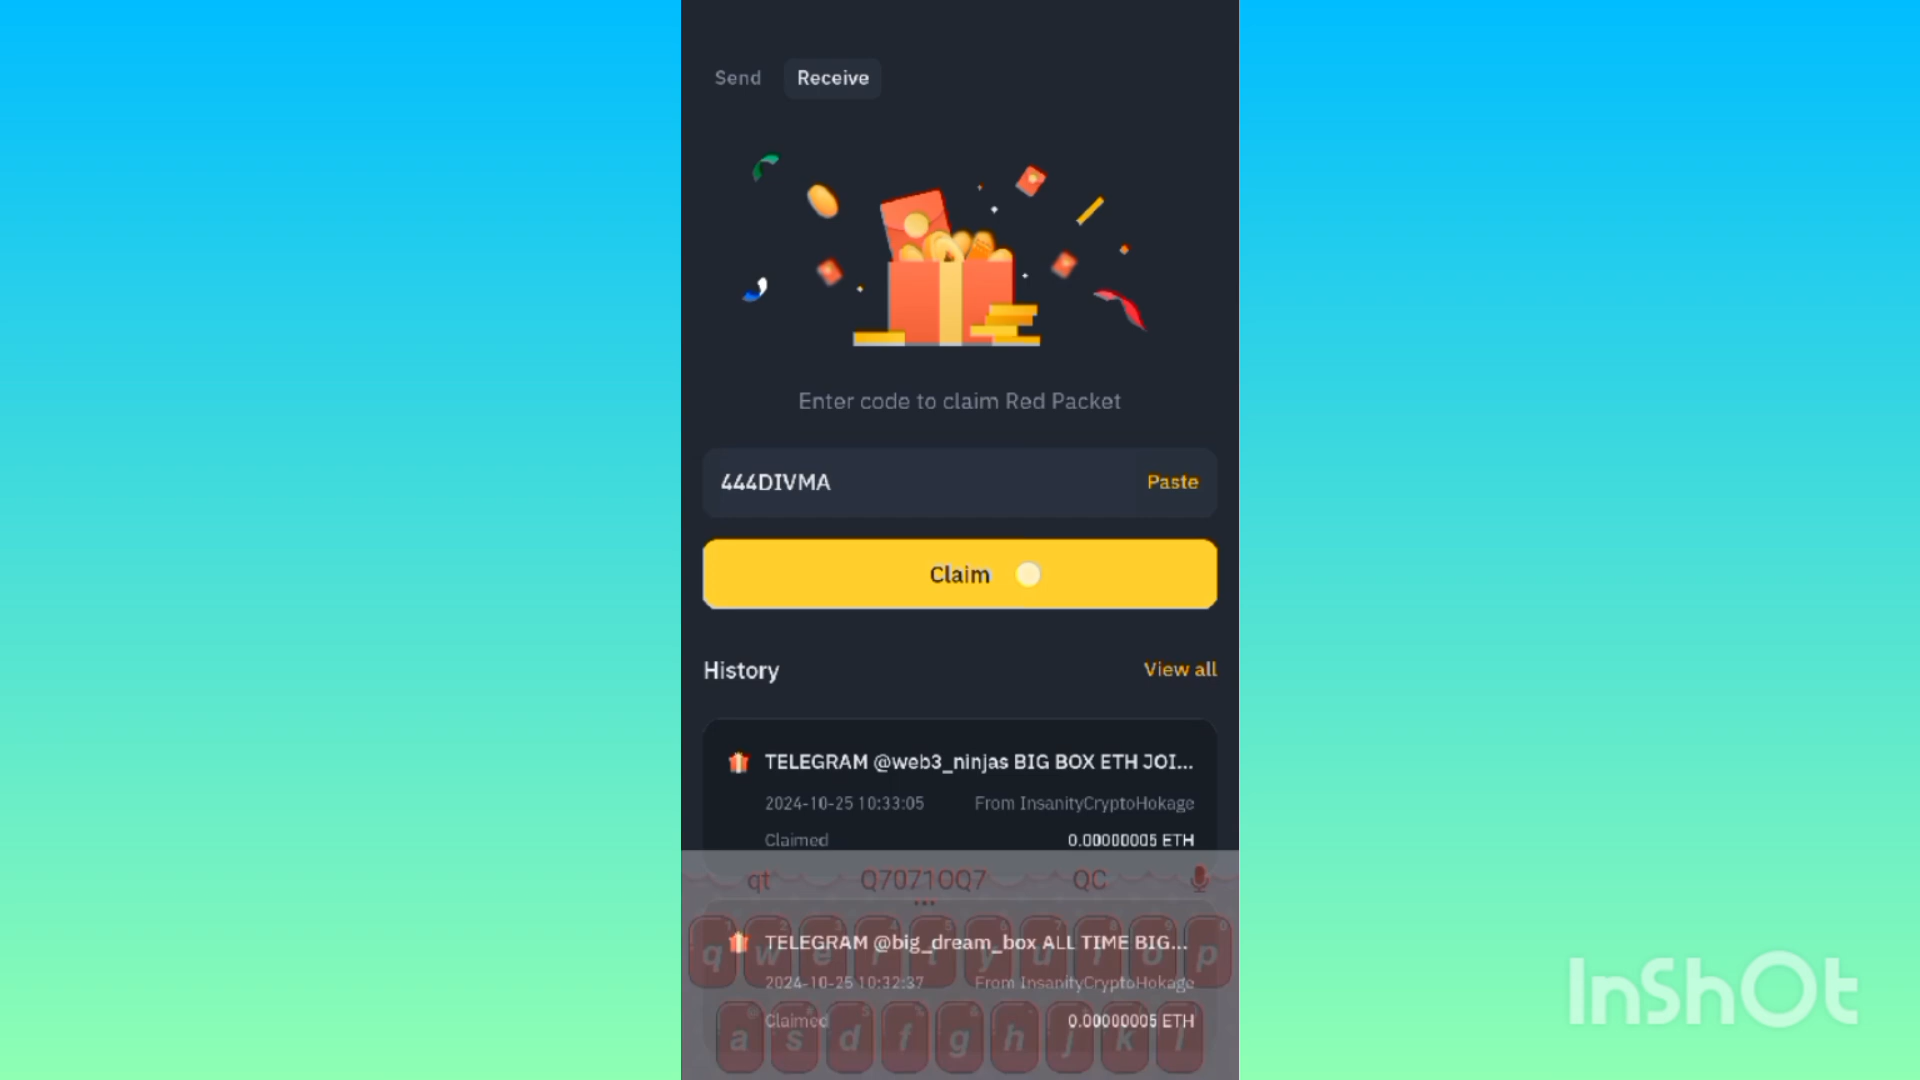 Send Receive
Enter code to claim Red Packet
444DIVMA Paste
Claim
History View all
TELEGRAM @web3_ninjas BIG BOX ETH JOI...
2024-10-25 10:33:05 From InsanityCryptoHokage
Claimed 0.00000005 ETH
qt Q7071OQ7 QC
TELEGRAM @big_dream_box ALL TIME BIG...
q w e r t y u i o p
2024-10-25 10:32:37 From InsanityCryptoHokage
Claimed 0.00000005 ETH
a s d f g h j k l
InShOt